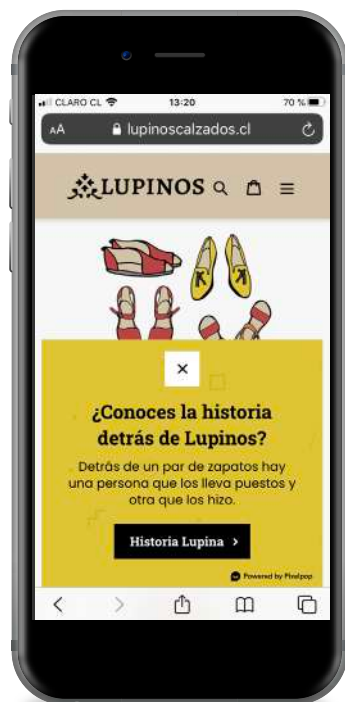 CLARO CL 13:20 70 %
AA lupinoscalzados.cl
LUPINOS
¿Conoces la historia
detrás de Lupinos?
Detrás de un par de zapatos hay
una persona que los lleva puestos y
otra que los hizo.
Historia Lupina >
Powered by Pixelpop